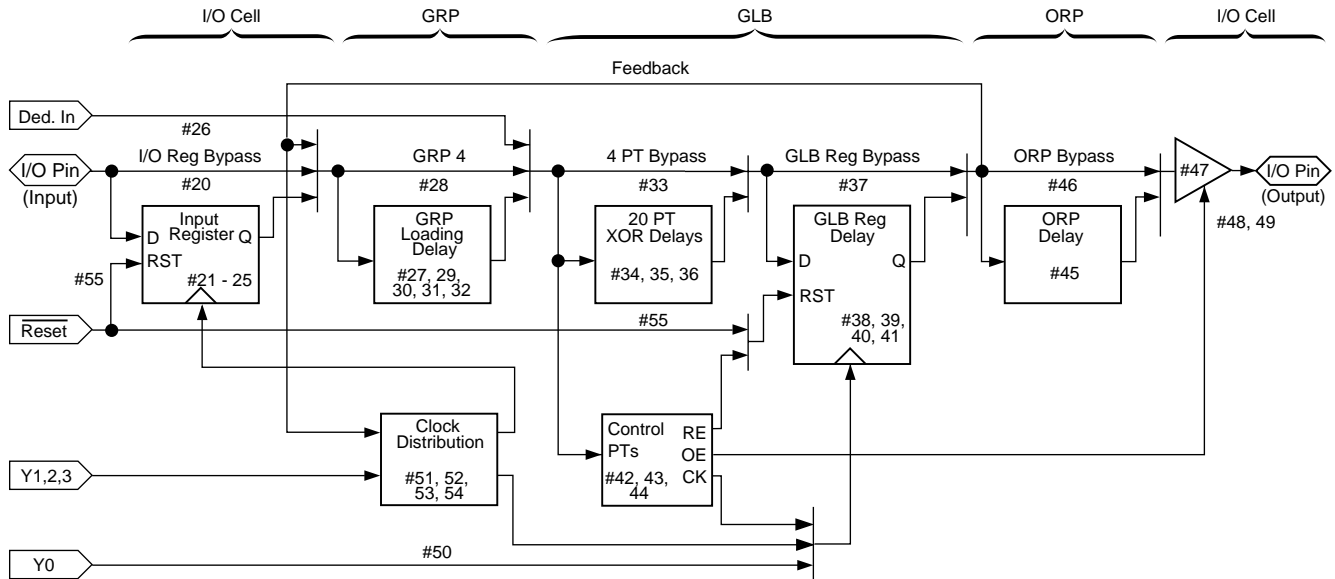 I/O Cell
GRP
GLB
ORP
I/O Cell
Feedback
Ded. In
#26
I/O Pin
(Input)
I/O Reg Bypass
#20
GRP 4
#28
4 PT Bypass
#33
GLB Reg Bypass
#37
ORP Bypass
#46
#47
I/O Pin
(Output)
#48, 49
Input
Register
D
Q
RST
#21 - 25
#55
GRP
Loading
Delay
#27, 29,
30, 31, 32
20 PT
XOR Delays
#34, 35, 36
GLB Reg
Delay
D
Q
RST
#38, 39,
40, 41
ORP
Delay
#45
Reset
#55
Clock
Distribution
#51, 52,
53, 54
Control
PTs
RE
OE
CK
#42, 43,
44
Y1,2,3
Y0
#50